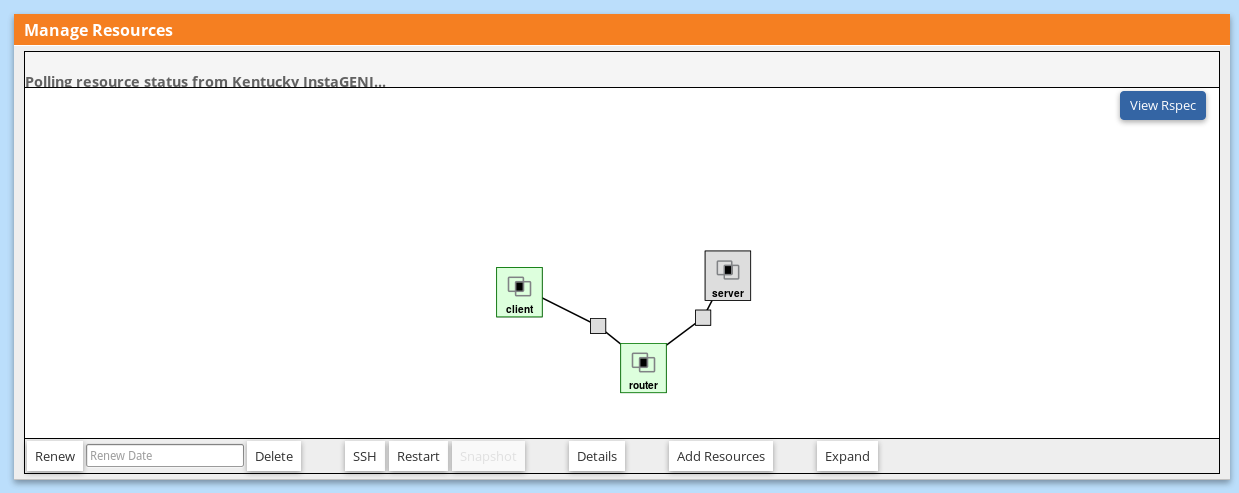 Manage Resources
Polling resource status from Kentucky InstaGENI...
View Rspec
server
client
router
Renew Renew Date Delete SSH Restart Snapshot Details Add Resources Expand